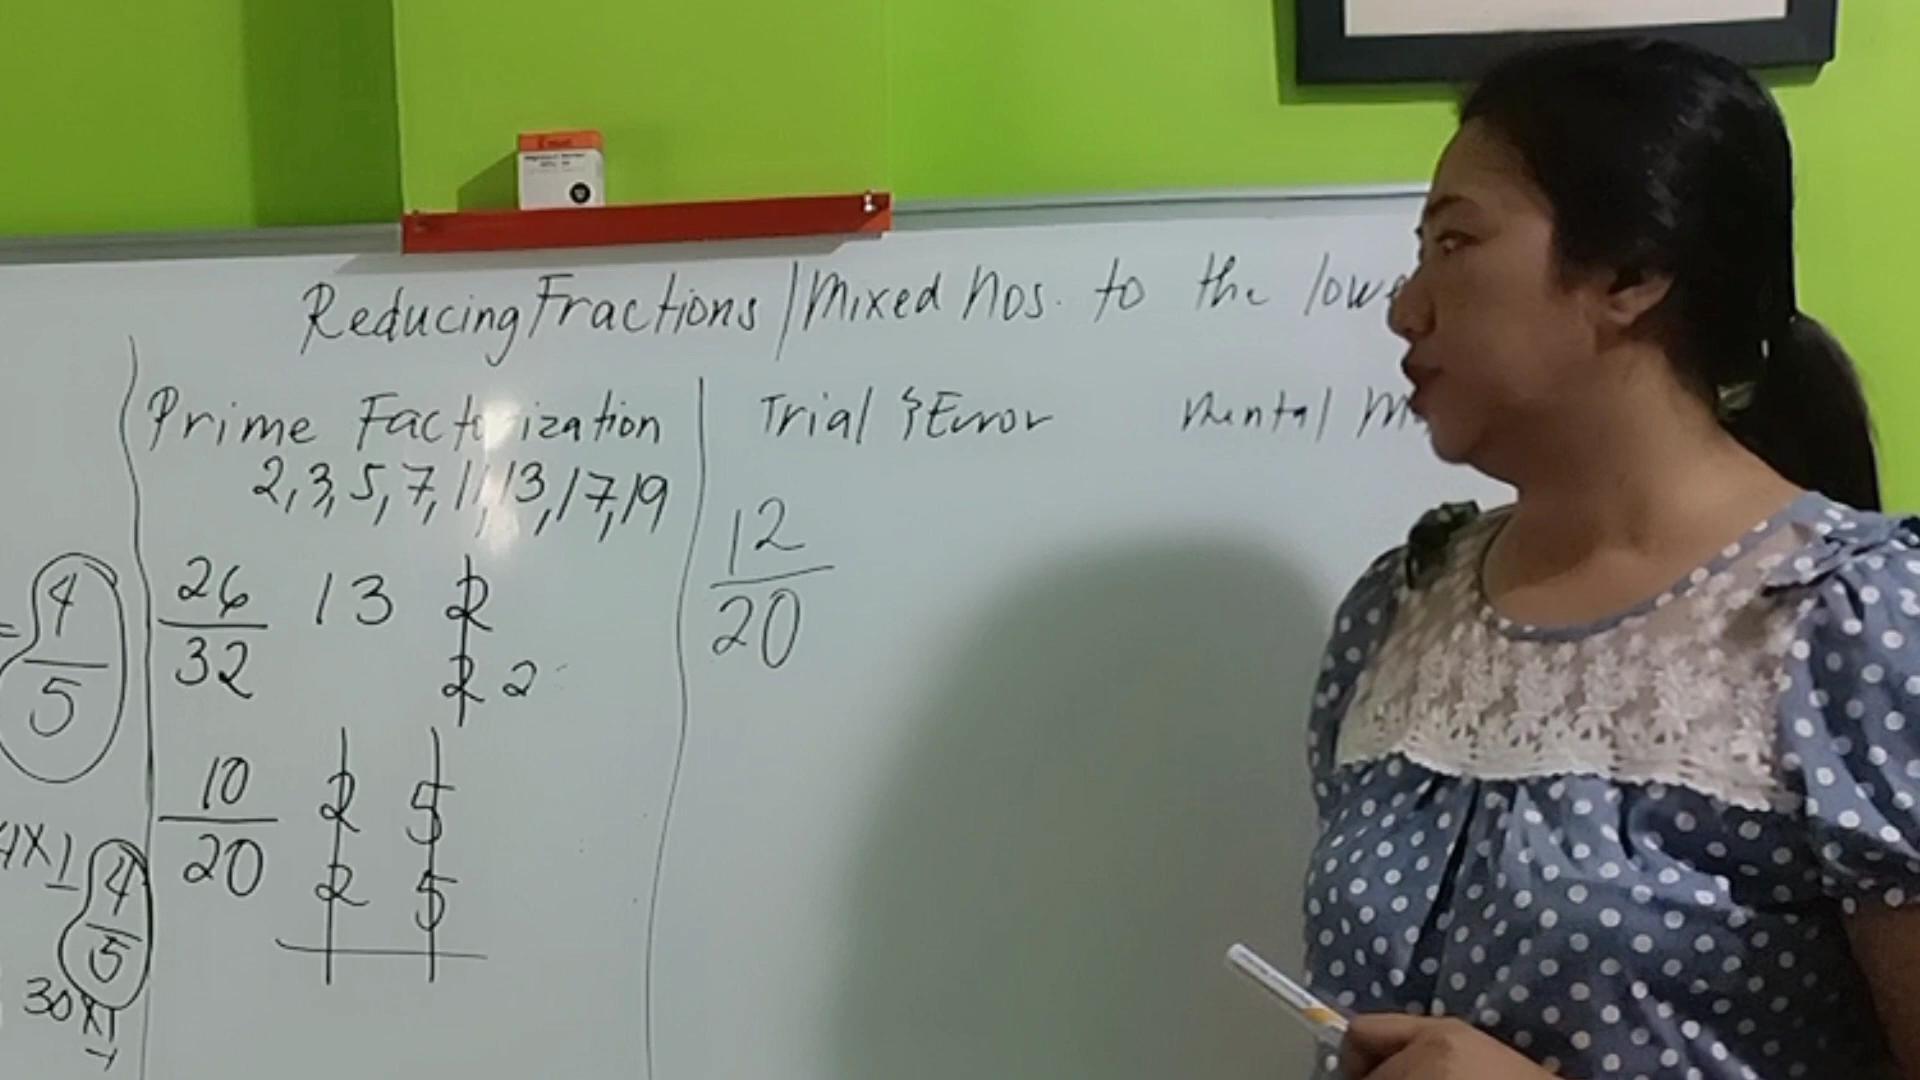 Reducing Fractions / Mixed Nos. to the lowe
Prime Factorization
2, 3, 5, 7, 11, 13, 17, 19
Trial & Error
Mental M
= 4/5
26/32 13 2
2 2
10/20 2 5
2 5
12/20
4/5
30x1